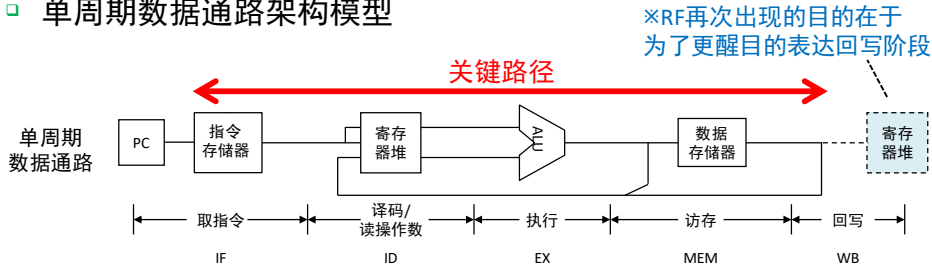 单周期数据通路架构模型
※RF再次出现的目的在于
为了更醒目的表达回写阶段
关键路径
单周期
数据通路
PC
指令
存储器
寄存
器堆
ALU
数据
存储器
寄存
器堆
取指令
译码/
读操作数
执行
访存
回写
IF
ID
EX
MEM
WB